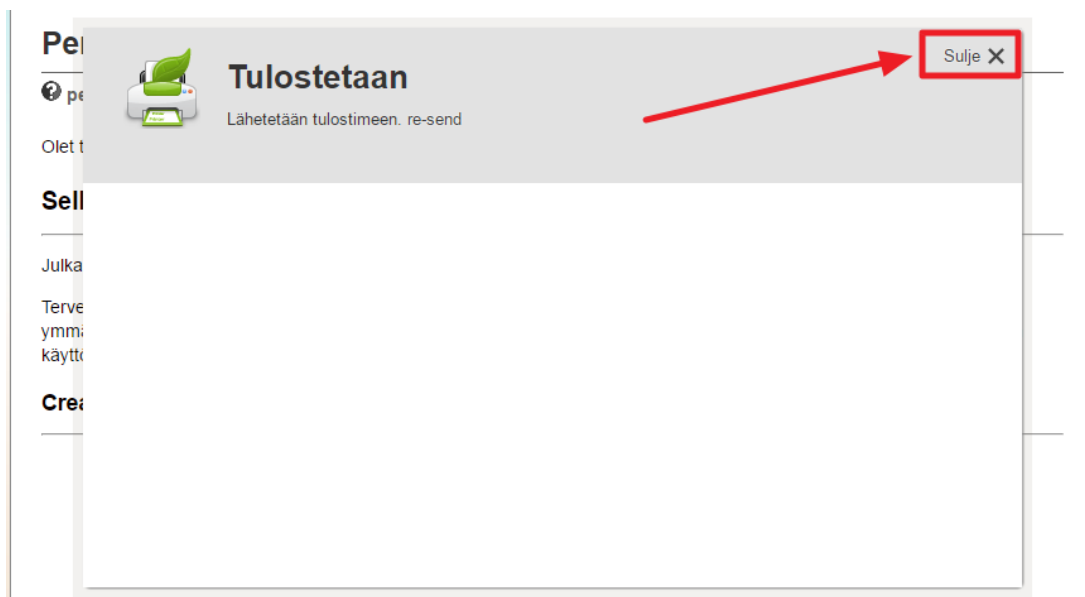 Pe
Sulje
Tulostetaan
pe
Lähetetään tulostimeen. re-send
Olet t
Sell
Julka
Terve
ymmä
käyttö
Crea